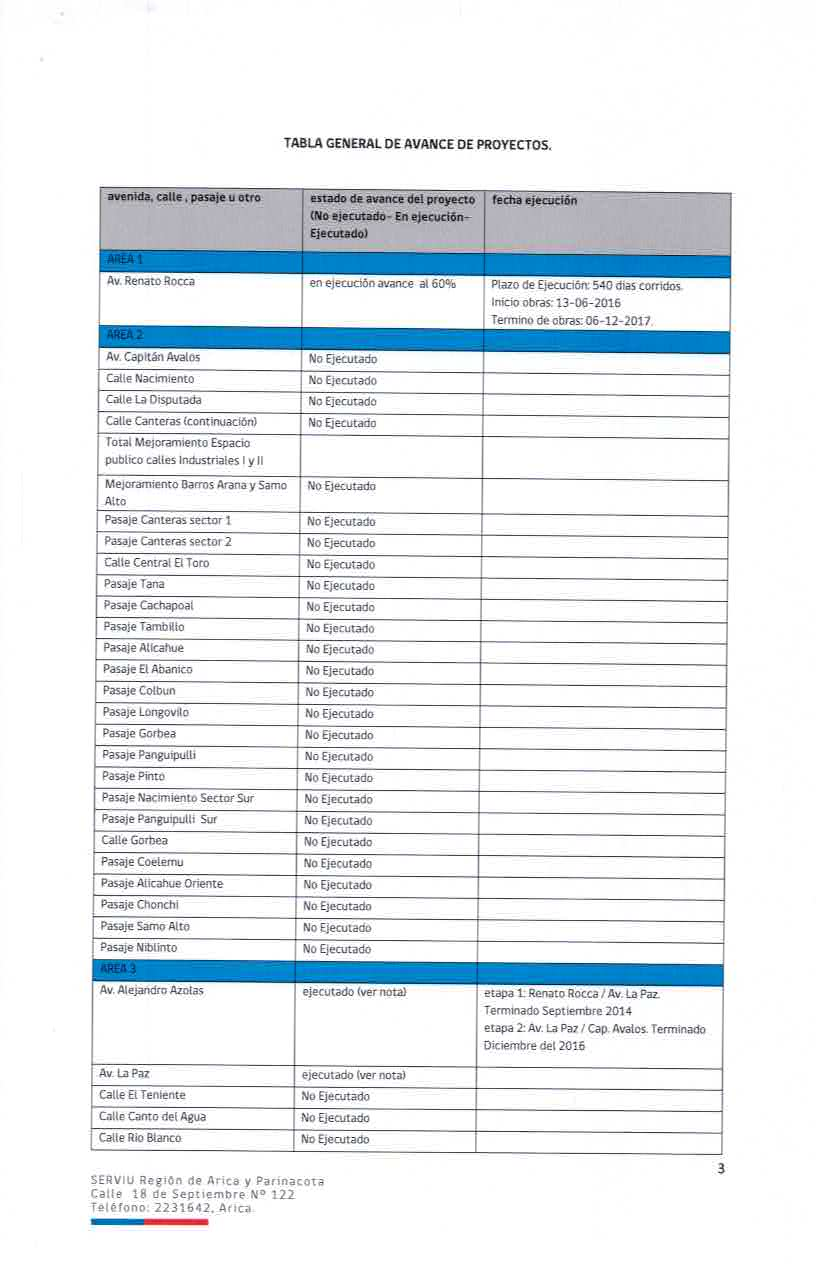 TABLA GENERAL DE AVANCE DE PROYECTOS.
avenida, calle , pasaje u otro
estado de avance del proyecto
(No ejecutado- En ejecución-
Ejecutado)
fecha ejecución
AREA 1
Av. Renato Rocca
en ejecución avance al 60%
Plazo de Ejecución: 540 dias corridos.
Inicio obras: 13-06-2016
Termino de obras: 06-12-2017.
AREA 2
Av. Capitán Avalos
No Ejecutado
Calle Nacimiento
No Ejecutado
Calle La Disputada
No Ejecutado
Calle Canteras (continuación)
No Ejecutado
Total Mejoramiento Espacio
publico calles Industriales I y II
Mejoramiento Barros Arana y Samo
Alto
No Ejecutado
Pasaje Canteras sector 1
No Ejecutado
Pasaje Canteras sector 2
No Ejecutado
Calle Central El Toro
No Ejecutado
Pasaje Tana
No Ejecutado
Pasaje Cachapoal
No Ejecutado
Pasaje Tambillo
No Ejecutado
Pasaje Alicahue
No Ejecutado
Pasaje El Abanico
No Ejecutado
Pasaje Colbun
No Ejecutado
Pasaje Longovilo
No Ejecutado
Pasaje Gorbea
No Ejecutado
Pasaje Panguipulli
No Ejecutado
Pasaje Pinto
No Ejecutado
Pasaje Nacimiento Sector Sur
No Ejecutado
Pasaje Panguipulli Sur
No Ejecutado
Calle Gorbea
No Ejecutado
Pasaje Coelemu
No Ejecutado
Pasaje Alicahue Oriente
No Ejecutado
Pasaje Chonchi
No Ejecutado
Pasaje Samo Alto
No Ejecutado
Pasaje Niblinto
No Ejecutado
AREA 3
Av. Alejandro Azolas
ejecutado (ver nota)
etapa 1: Renato Rocca / Av. La Paz.
Terminado Septiembre 2014
etapa 2: Av. La Paz / Cap. Avalos. Terminado
Diciembre del 2016
Av. La Paz
ejecutado (ver nota)
Calle El Teniente
No Ejecutado
Calle Canto del Agua
No Ejecutado
Calle Rio Blanco
No Ejecutado
3
SERVIU Región de Arica y Parinacota
Calle 18 de Septiembre Nº 122
Teléfono: 2231642, Arica.